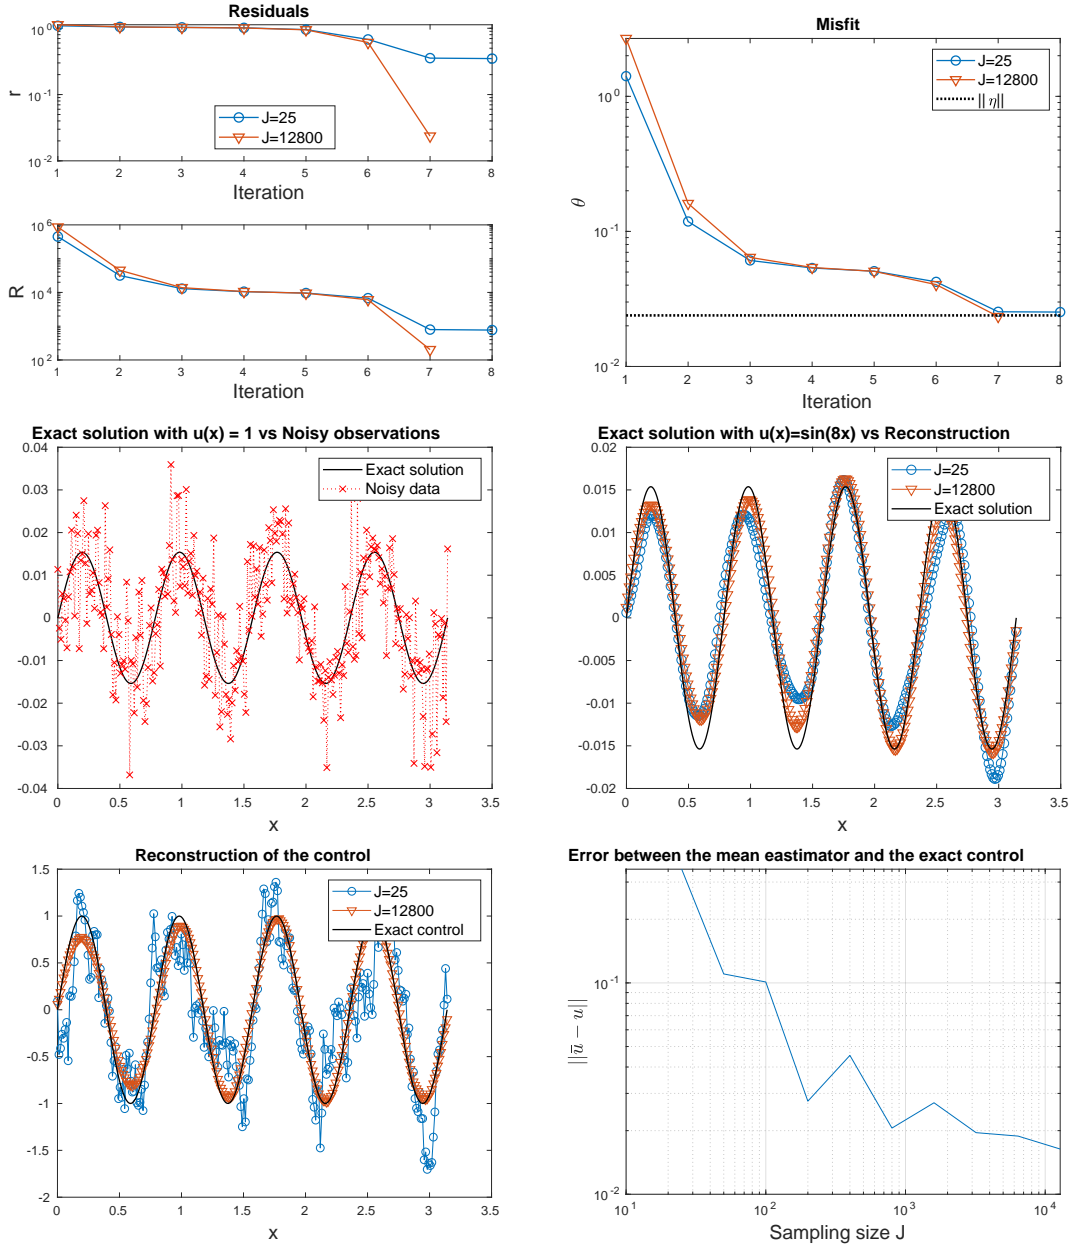 Residuals
10^0
10^-1
10^-2
r
J=25
J=12800
1 2 3 4 5 6 7 8
Iteration
10^6
10^4
10^2
R
1 2 3 4 5 6 7 8
Iteration
Misfit
J=25
J=12800
|| η||
10^0
10^-1
10^-2
θ
1 2 3 4 5 6 7 8
Iteration
Exact solution with u(x) = 1 vs Noisy observations
0.04
0.03
0.02
0.01
0
-0.01
-0.02
-0.03
-0.04
Exact solution
Noisy data
0 0.5 1 1.5 2 2.5 3 3.5
x
Exact solution with u(x)=sin(8x) vs Reconstruction
0.02
0.015
0.01
0.005
0
-0.005
-0.01
-0.015
-0.02
J=25
J=12800
Exact solution
0 0.5 1 1.5 2 2.5 3 3.5
x
Reconstruction of the control
1.5
1
0.5
0
-0.5
-1
-1.5
-2
J=25
J=12800
Exact control
0 0.5 1 1.5 2 2.5 3 3.5
x
Error between the mean eastimator and the exact control
10^-1
10^-2
||ū − u||
10^1 10^2 10^3 10^4
Sampling size J